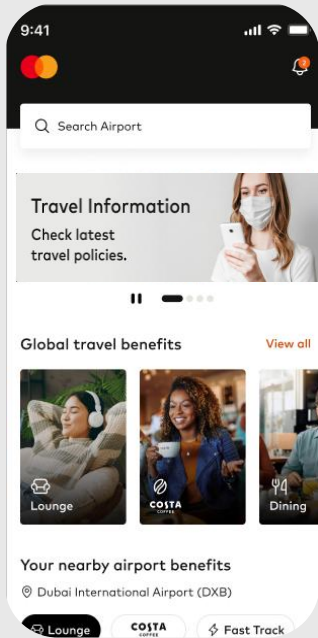 9:41
2
Search Airport
Travel Information
Check latest
travel policies.
Global travel benefits
View all
Lounge
COSTA
COFFEE
Dining
Your nearby airport benefits
Dubai International Airport (DXB)
Lounge
COSTA
COFFEE
Fast Track